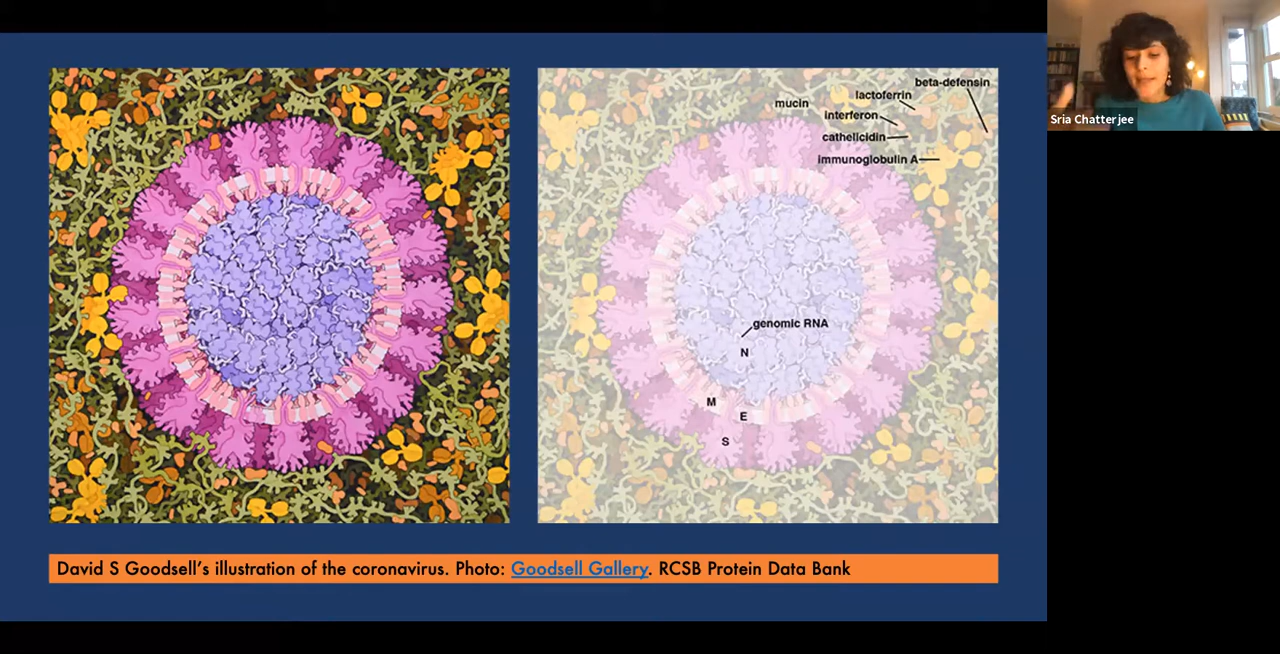 Sria Chatterjee
beta-defensin
lactoferrin
mucin
interferon
cathelicidin
immunoglobulin A
genomic RNA
N
M
E
S
David S Goodsell's illustration of the coronavirus. Photo: Goodsell Gallery. RCSB Protein Data Bank